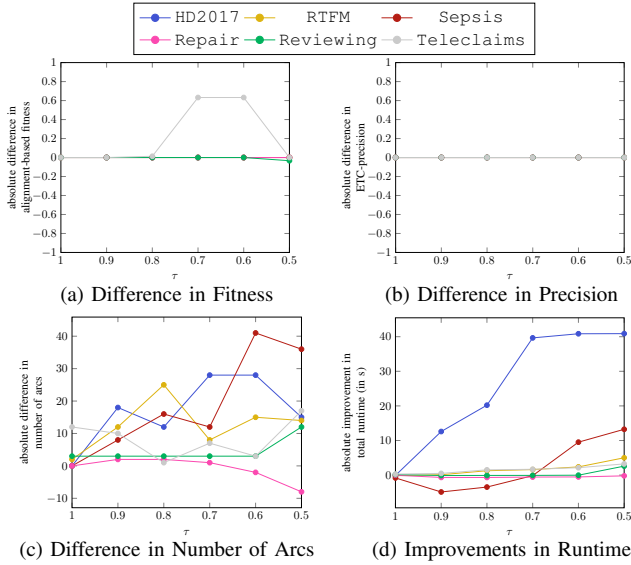 HD2017 RTFM Sepsis
Repair Reviewing Teleclaims
absolute difference in
alignment-based fitness
1
0.8
0.6
0.4
0.2
0
−0.2
−0.4
−0.6
−0.8
−1
1 0.9 0.8 0.7 0.6 0.5
τ
(a) Difference in Fitness
absolute difference in
ETC-precision
1
0.8
0.6
0.4
0.2
0
−0.2
−0.4
−0.6
−0.8
−1
1 0.9 0.8 0.7 0.6 0.5
τ
(b) Difference in Precision
absolute difference in
number of arcs
40
30
20
10
0
−10
1 0.9 0.8 0.7 0.6 0.5
τ
(c) Difference in Number of Arcs
absolute improvement in
total runtime (in s)
40
30
20
10
0
1 0.9 0.8 0.7 0.6 0.5
τ
(d) Improvements in Runtime